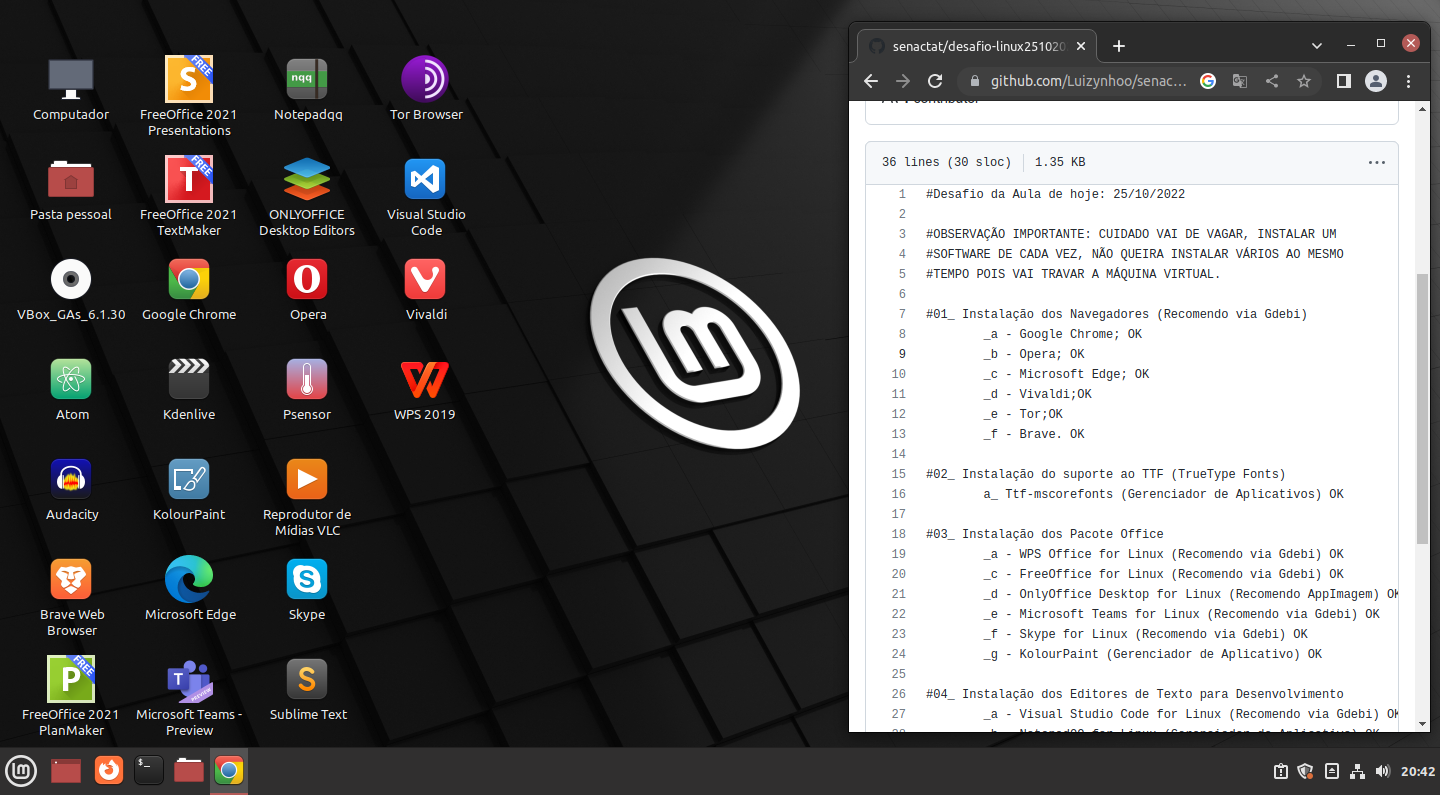 Computador
FREE
S
FreeOffice 2021
Presentations
nqq
Notepadqq
Tor Browser
Pasta pessoal
FREE
T
FreeOffice 2021
TextMaker
ONLYOFFICE
Desktop Editors
Visual Studio
Code
VBox_GAs_6.1.30
Google Chrome
Opera
Vivaldi
Atom
Kdenlive
Psensor
WPS 2019
Audacity
KolourPaint
Reprodutor de
Mídias VLC
Brave Web
Browser
Microsoft Edge
S
Skype
FREE
P
FreeOffice 2021
PlanMaker
T
PREVIEW
Microsoft Teams -
Preview
S
Sublime Text
senactat/desafio-linux251020
github.com/Luizynhoo/senac...
contributor
36 lines (30 sloc)
1.35 KB
1 #Desafio da Aula de hoje: 25/10/2022
2
3 #OBSERVAÇÃO IMPORTANTE: CUIDADO VAI DE VAGAR, INSTALAR UM
4 #SOFTWARE DE CADA VEZ, NÃO QUEIRA INSTALAR VÁRIOS AO MESMO
5 #TEMPO POIS VAI TRAVAR A MÁQUINA VIRTUAL.
6
7 #01_ Instalação dos Navegadores (Recomendo via Gdebi)
8 _a - Google Chrome; OK
9 _b - Opera; OK
10 _c - Microsoft Edge; OK
11 _d - Vivaldi;OK
12 _e - Tor;OK
13 _f - Brave. OK
14
15 #02_ Instalação do suporte ao TTF (TrueType Fonts)
16 a_ Ttf-mscorefonts (Gerenciador de Aplicativos) OK
17
18 #03_ Instalação dos Pacote Office
19 _a - WPS Office for Linux (Recomendo via Gdebi) OK
20 _c - FreeOffice for Linux (Recomendo via Gdebi) OK
21 _d - OnlyOffice Desktop for Linux (Recomendo AppImagem) OK
22 _e - Microsoft Teams for Linux (Recomendo via Gdebi) OK
23 _f - Skype for Linux (Recomendo via Gdebi) OK
24 _g - KolourPaint (Gerenciador de Aplicativo) OK
25
26 #04_ Instalação dos Editores de Texto para Desenvolvimento
27 _a - Visual Studio Code for Linux (Recomendo via Gdebi) OK
$_
20:42